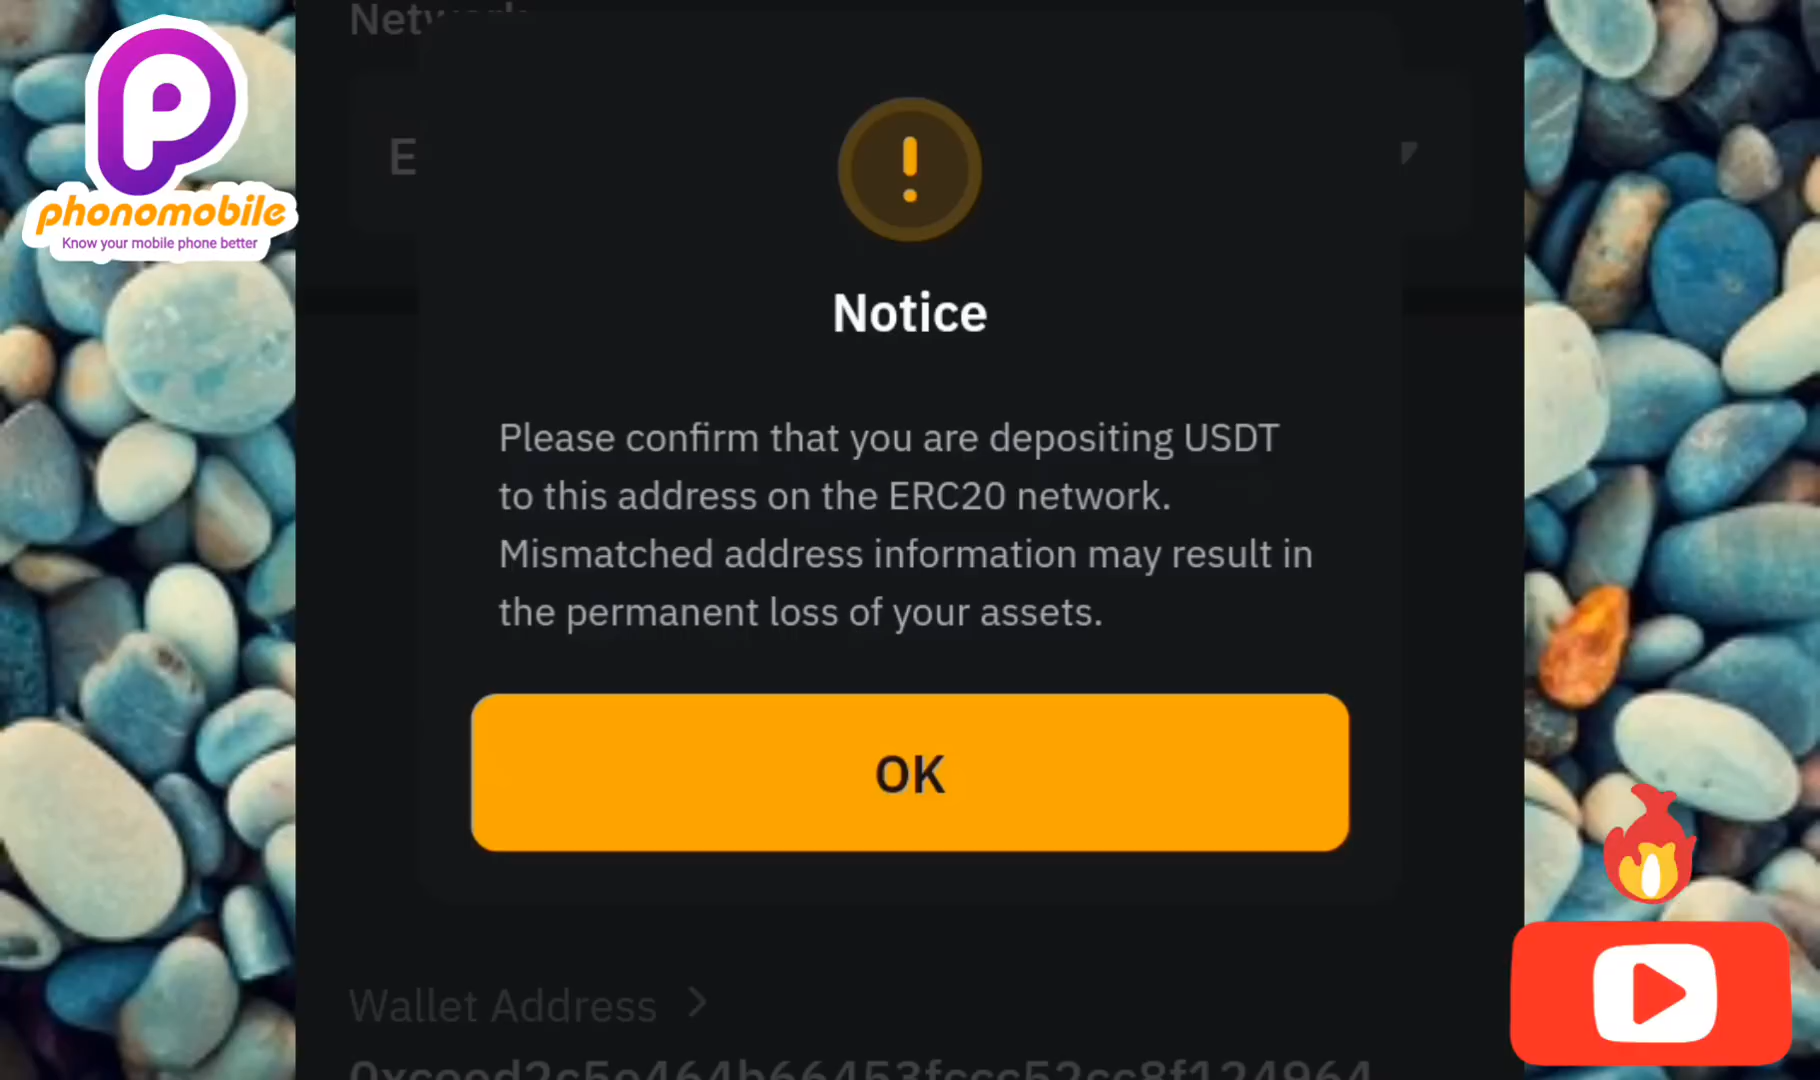 Network
phonomobile
Know your mobile phone better
E
Notice
Please confirm that you are depositing USDT
to this address on the ERC20 network.
Mismatched address information may result in
the permanent loss of your assets.
OK
Wallet Address